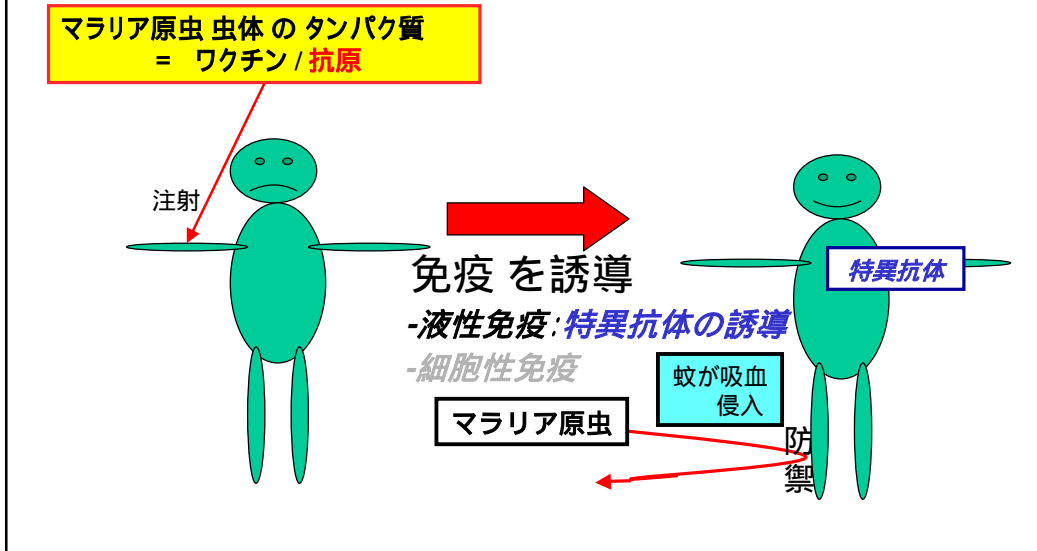 マラリア原虫 虫体 の タンパク質
= ワクチン / 抗原
注射
免疫 を誘導
-液性免疫:特異抗体の誘導
-細胞性免疫
特異抗体
蚊が吸血
侵入
マラリア原虫
防
禦